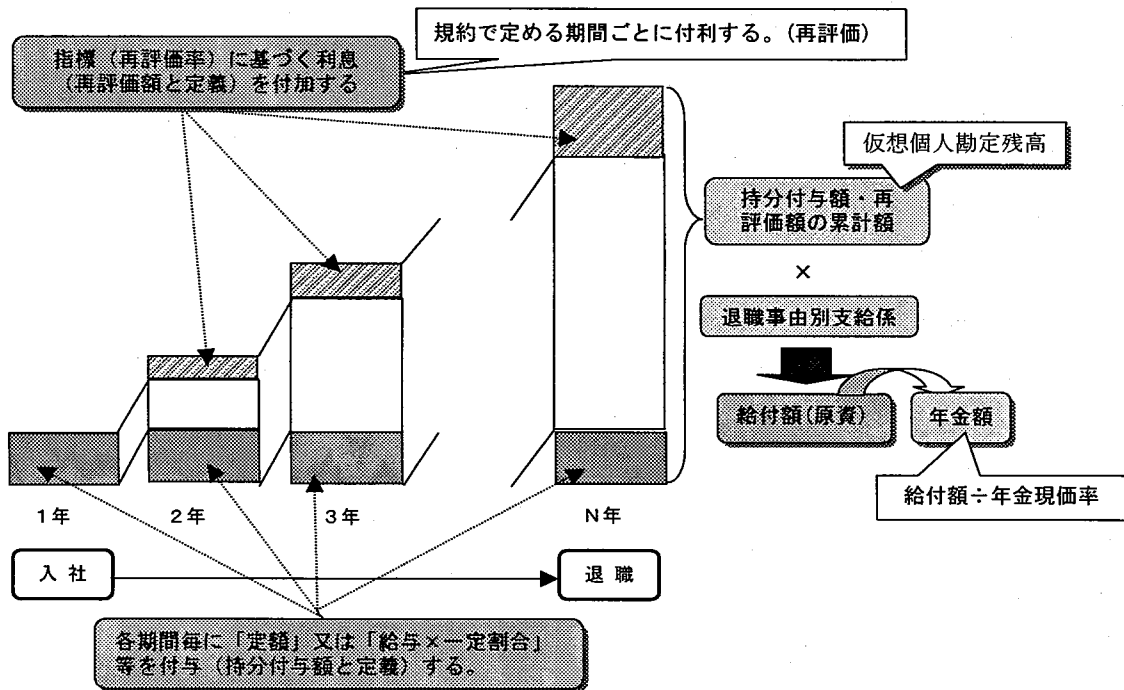 規約で定める期間ごとに付利する。(再評価)
指標(再評価率)に基づく利息
(再評価額と定義)を付加する
仮想個人勘定残高
持分付与額・再
評価額の累計額
×
退職事由別支給係
給付額(原資)
年金額
給付額÷年金現価率
1年
2年
3年
N年
入 社
退 職
各期間毎に「定額」又は「給与×一定割合」
等を付与(持分付与額と定義)する。